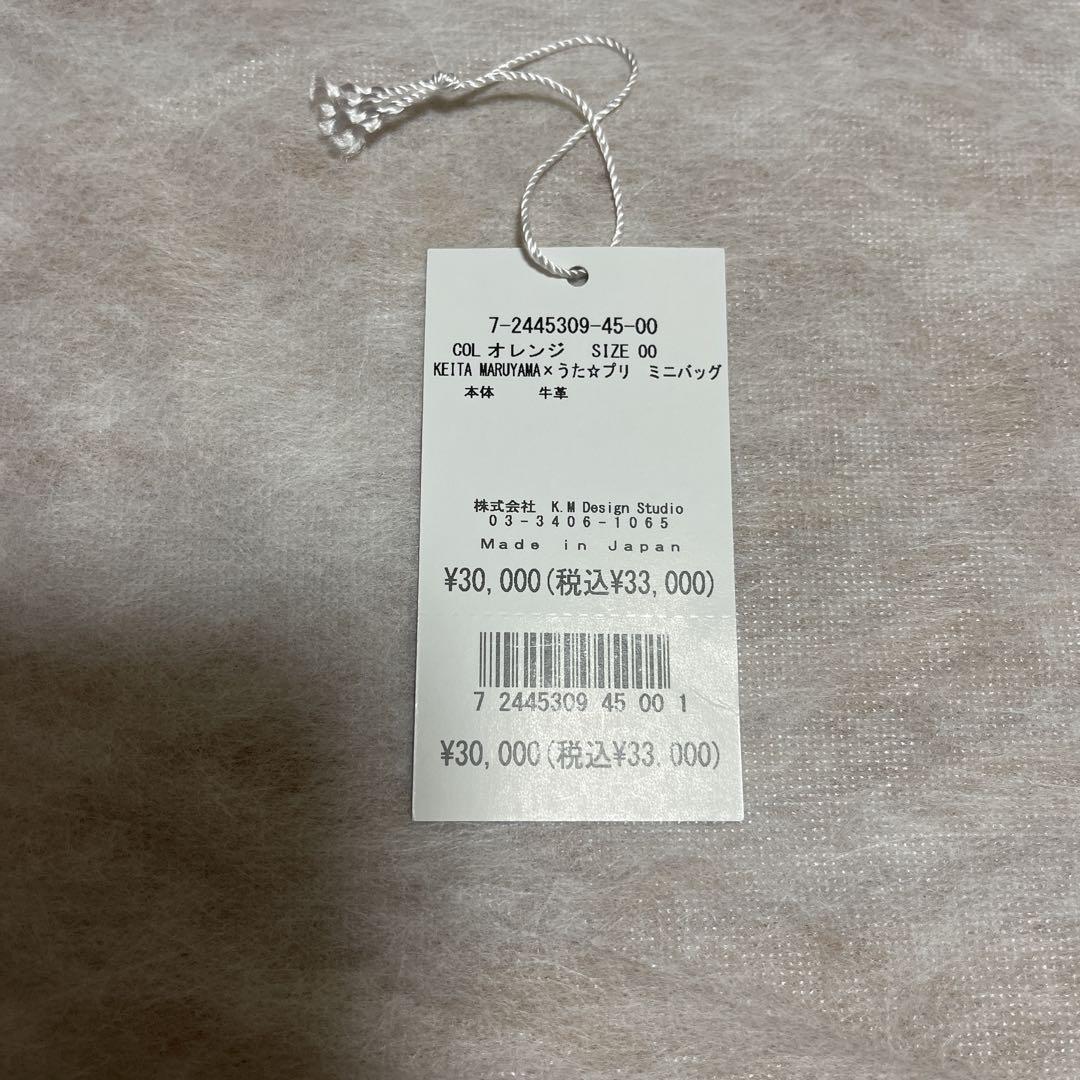 7-2445309-45-00
COL オレンジ SIZE 00
KEITA MARUYAMA×うた☆プリ ミニバッグ
本体 牛革
株式会社 K.M Design Studio
03-3406-1065
Made in Japan
¥30,000(税込¥33,000)
7 2445309 45 00 1
¥30,000(税込¥33,000)